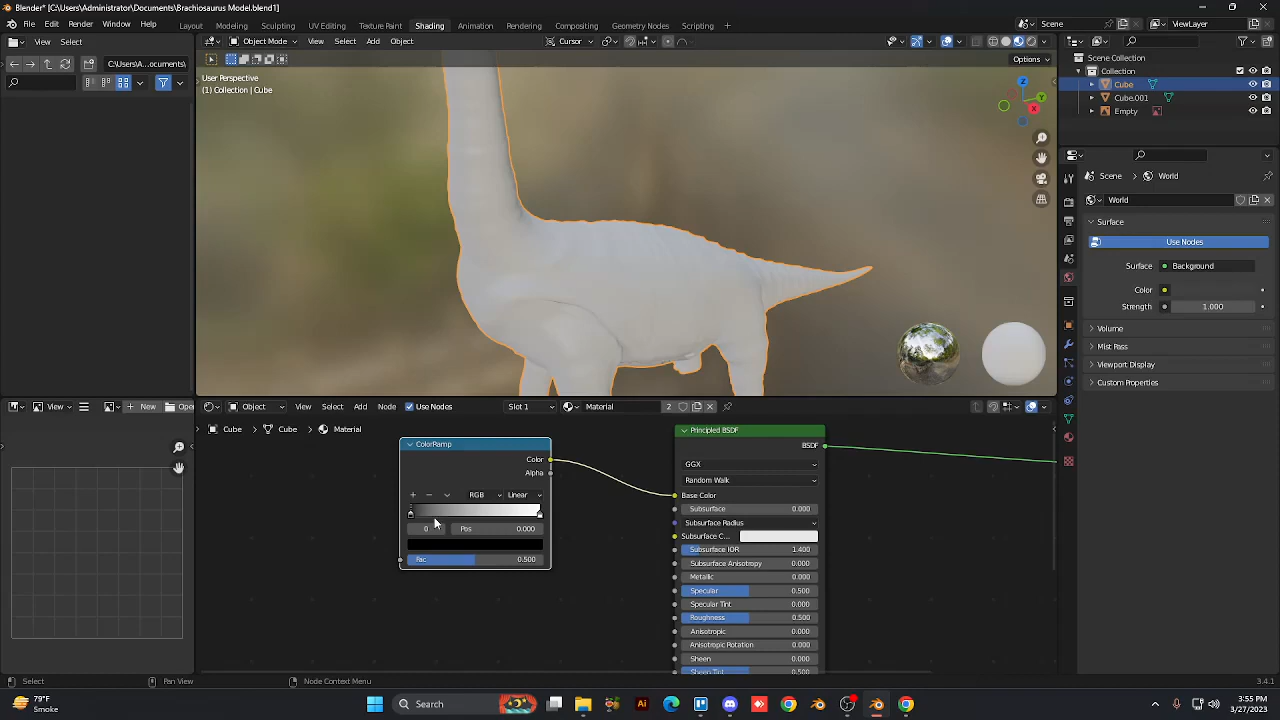 Blender* [C:\Users\Administrator\Documents\Brachiosaurus Model.blend1]
File Edit Render Window Help Layout Modeling Sculpting UV Editing Texture Paint Shading Animation Rendering Compositing Geometry Nodes Scripting Scene ViewLayer
View Select
Object Mode View Select Add Object Cursor
C:\A...ocuments\
Options
User Perspective
(1) Collection | Cube
Z
Y
X
Scene Collection
Collection
Cube
Cube.001
Empty
Scene World
World
Surface
Use Nodes
Surface Background
Color
Strength 1.000
Volume
Mist Pass
Viewport Display
Custom Properties
View New Open
Object View Select Add Node Use Nodes Slot 1 Material 2
Cube Cube Material
ColorRamp
Color
Alpha
RGB Linear
0 Pos 0.000
Fac 0.500
Principled BSDF
BSDF
GGX
Random Walk
Base Color
Subsurface 0.000
Subsurface Radius
Subsurface C...
Subsurface IOR 1.400
Subsurface Anisotropy 0.000
Metallic 0.000
Specular 0.500
Specular Tint 0.000
Roughness 0.500
Anisotropic 0.000
Anisotropic Rotation 0.000
Sheen 0.000
Sheen Tint 0.500
Select Pan View Node Context Menu 3.4.1
79°F
Smoke
Search
3:55 PM
3/27/2023